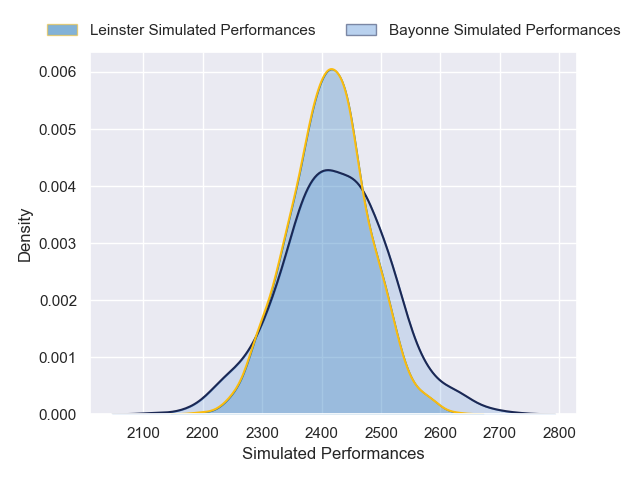 Leinster Simulated Performances Bayonne Simulated Performances
0.006
0.005
0.004
0.003
0.002
0.001
0.000
Density
2100 2200 2300 2400 2500 2600 2700 2800
Simulated Performances